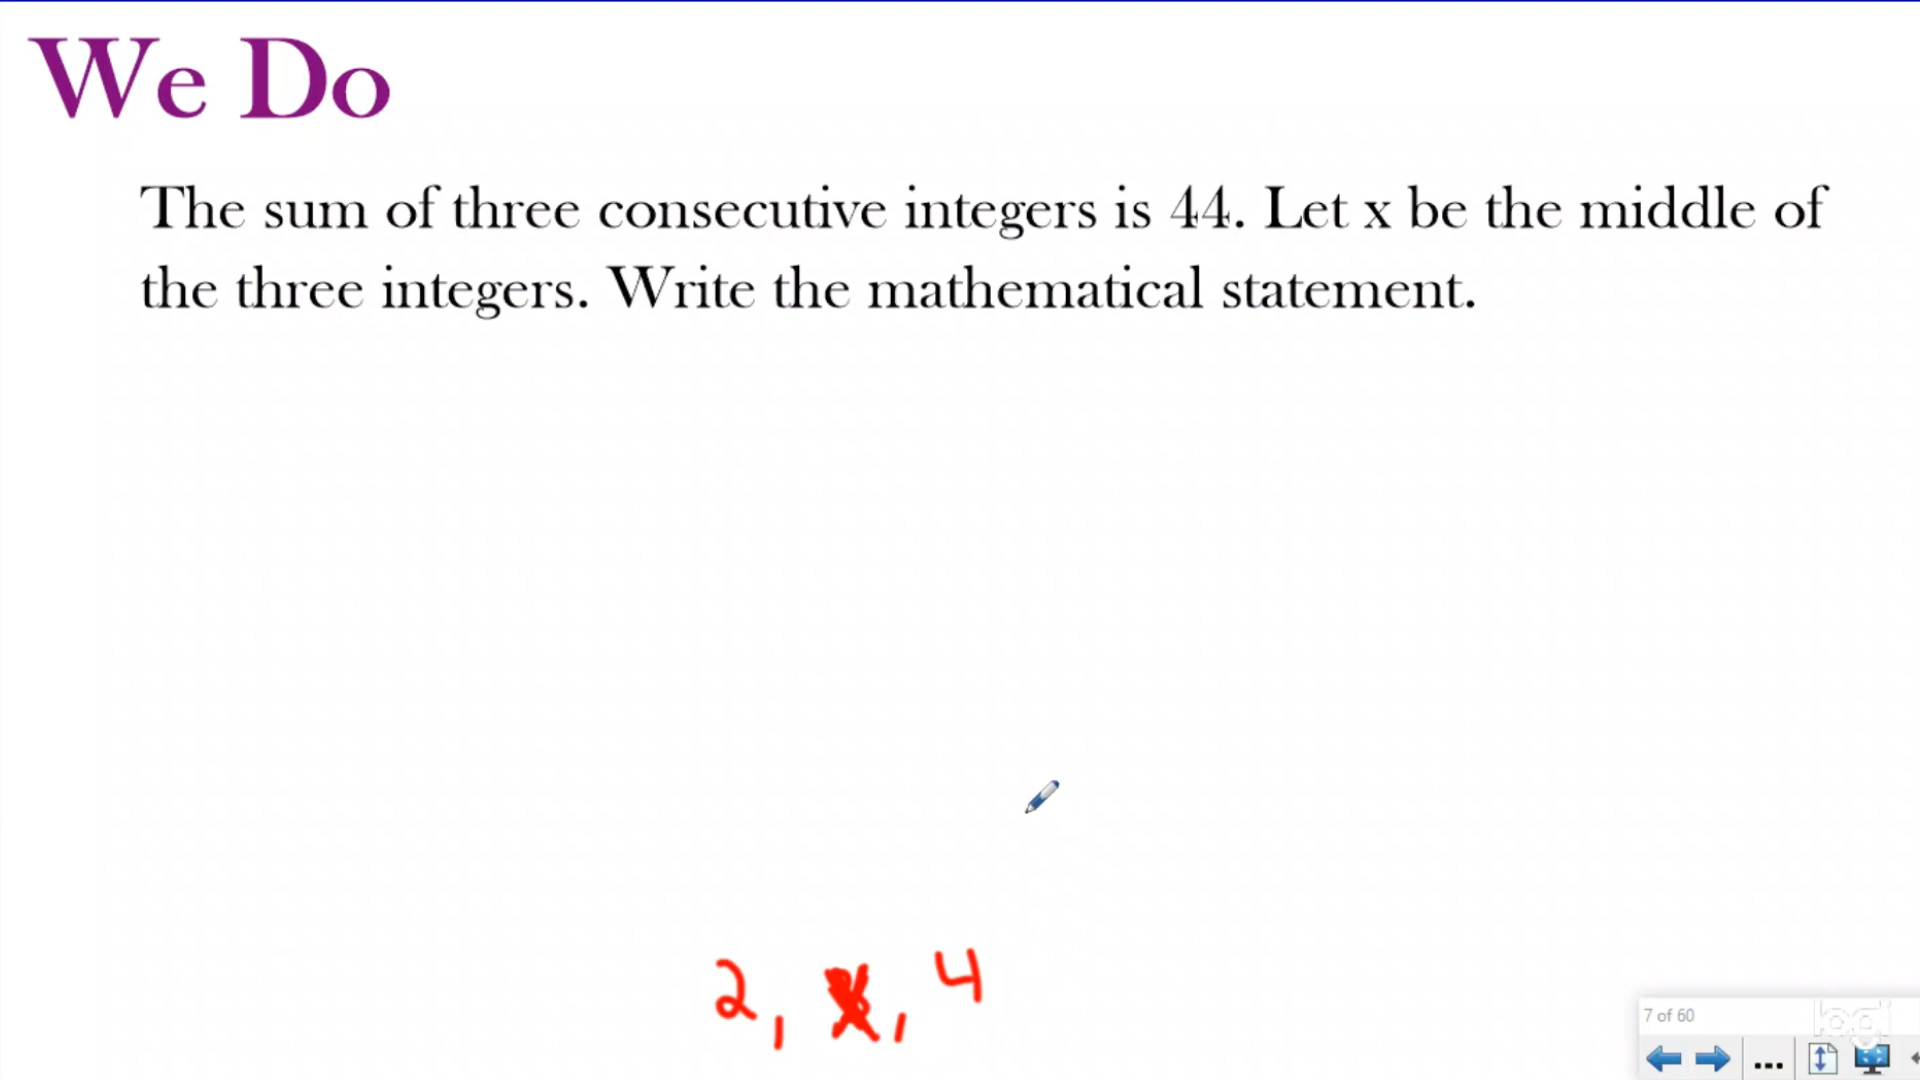 We Do
The sum of three consecutive integers is 44. Let x be the middle of
the three integers. Write the mathematical statement.
2, x, 4
7 of 60
logi
...